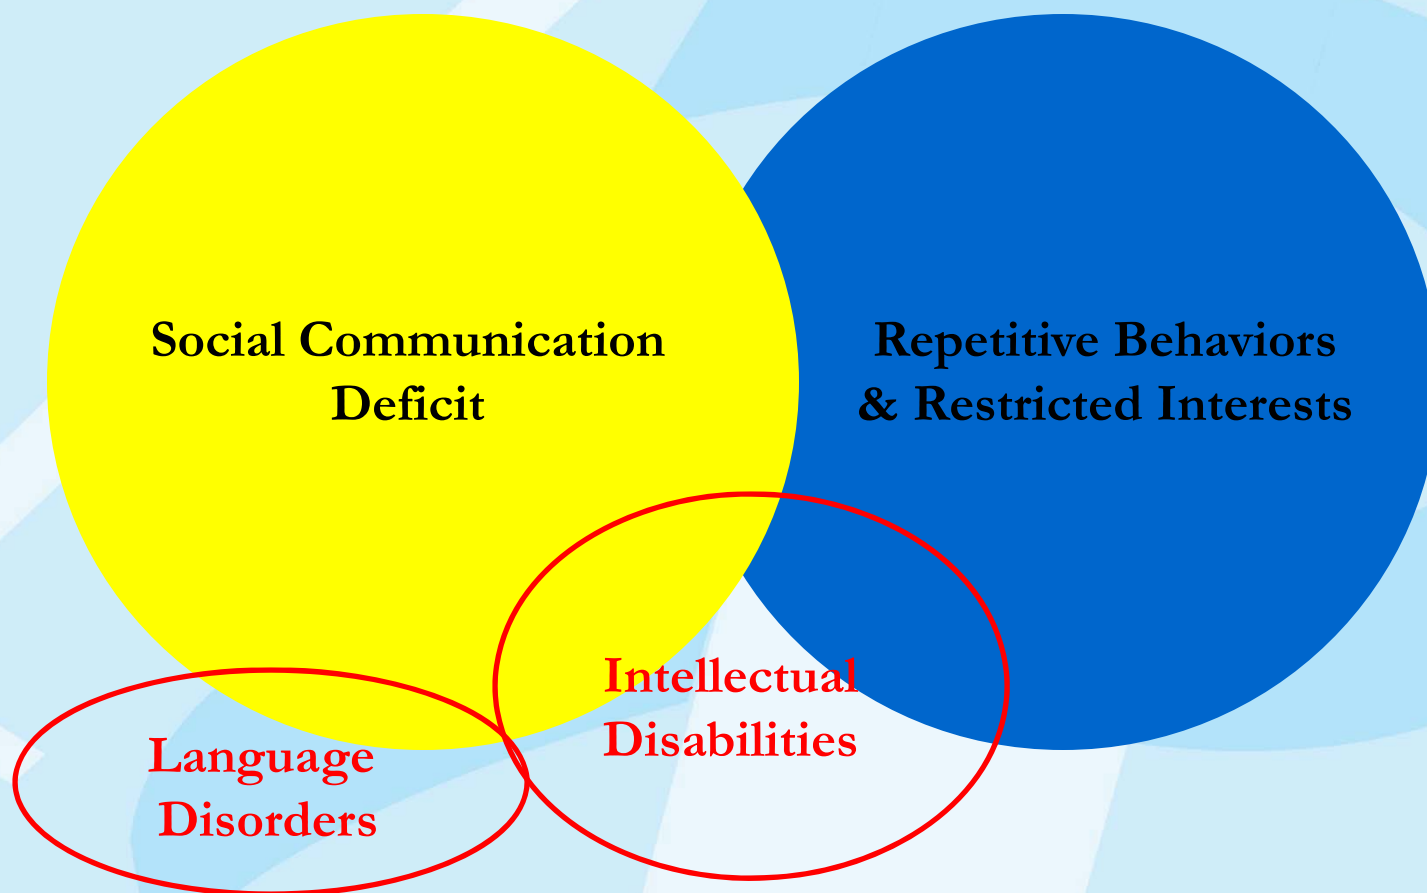 Social Communication
Deficit
Repetitive Behaviors
& Restricted Interests
Intellectual
Disabilities
Language
Disorders